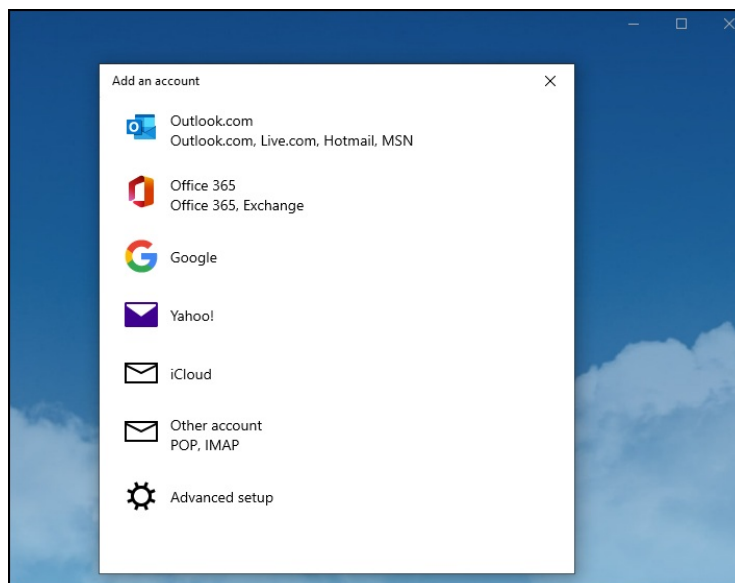 Add an account
Outlook.com
Outlook.com, Live.com, Hotmail, MSN
Office 365
Office 365, Exchange
Google
Yahoo!
iCloud
Other account
POP, IMAP
Advanced setup